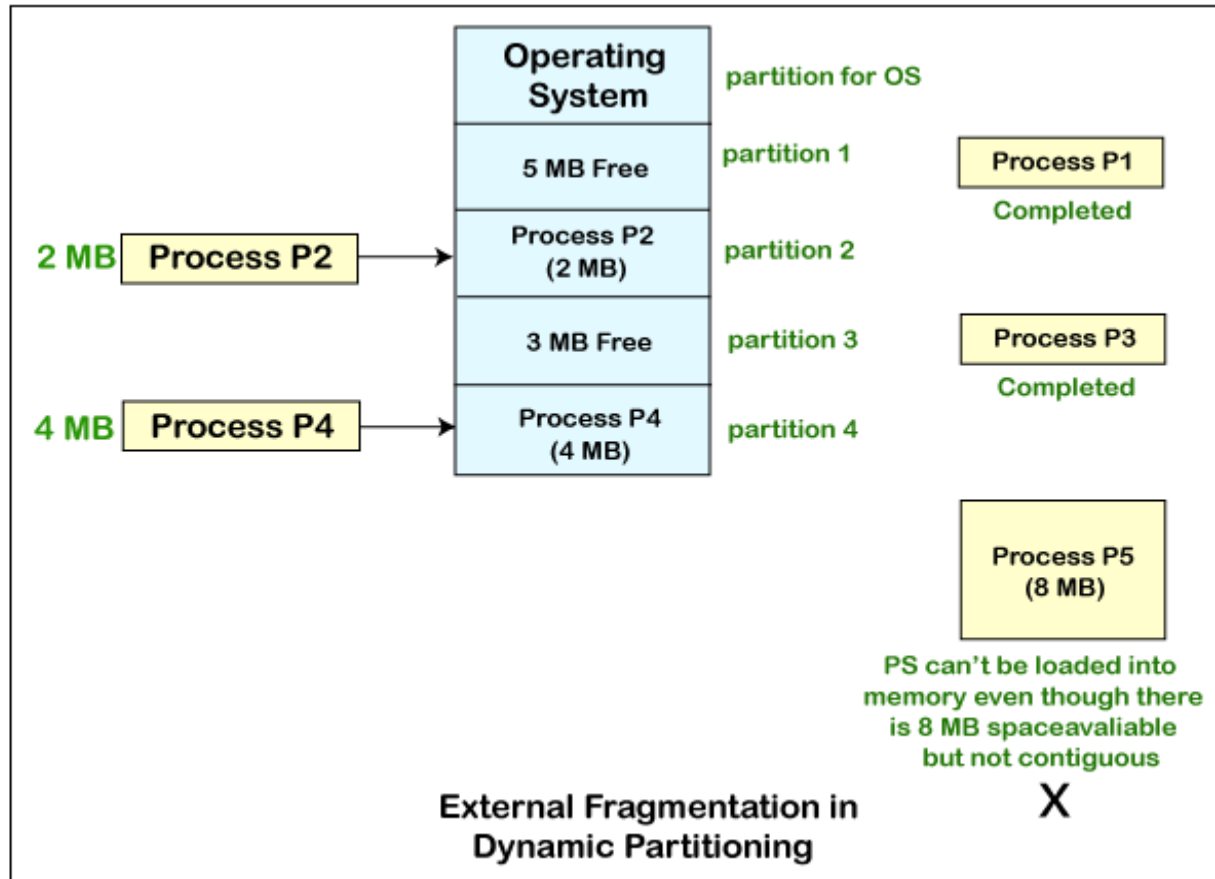 Operating
System
partition for OS
5 MB Free
partition 1
Process P1
Completed
2 MB
Process P2
Process P2
(2 MB)
partition 2
3 MB Free
partition 3
Process P3
Completed
4 MB
Process P4
Process P4
(4 MB)
partition 4
Process P5
(8 MB)
PS can't be loaded into
memory even though there
is 8 MB spaceavaliable
but not contiguous
X
External Fragmentation in
Dynamic Partitioning